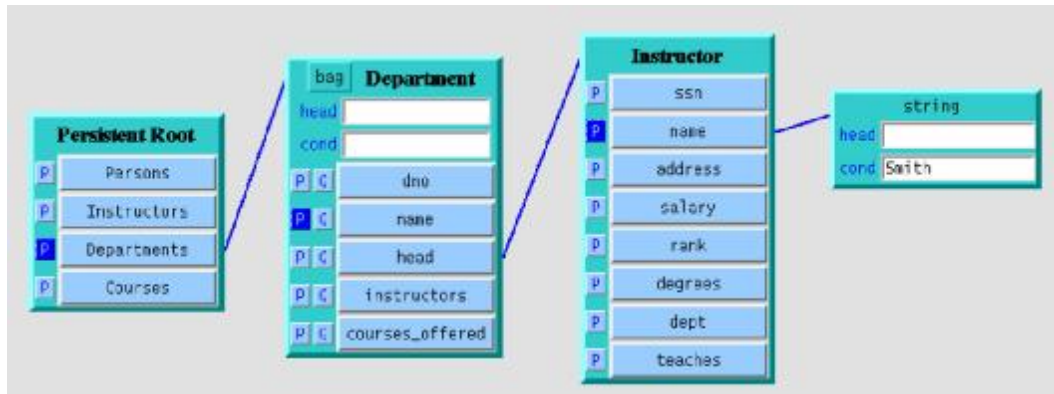 Persistent Root
P Persons
P Instructors
P Departments
P Courses
bag Department
head
cond
P C dno
P C name
P C head
P C instructors
P C courses_offered
Instructor
P ssn
P name
P address
P salary
P rank
P degrees
P dept
P teaches
string
head
cond Smith